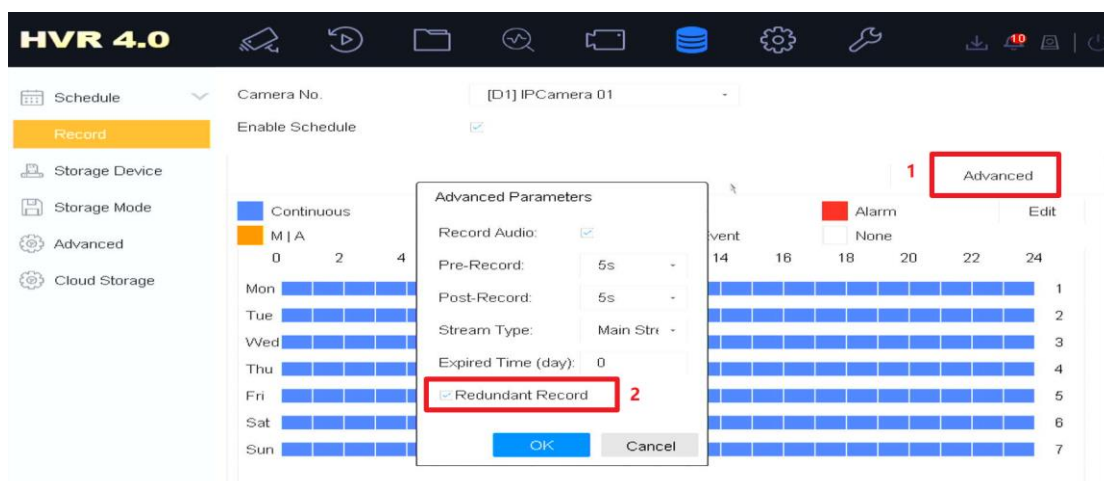 HVR 4.0
10
Schedule
Record
Storage Device
Storage Mode
Advanced
Cloud Storage
Camera No. [D1] IPCamera 01
Enable Schedule
1 Advanced
Continuous Alarm Edit
M | A None
0 2 4 14 16 18 20 22 24
Mon 1
Tue 2
Wed 3
Thu 4
Fri 5
Sat 6
Sun 7
Advanced Parameters
Record Audio:
Pre-Record: 5s
Post-Record: 5s
Stream Type: Main Stre
Expired Time (day): 0
Redundant Record 2
OK Cancel